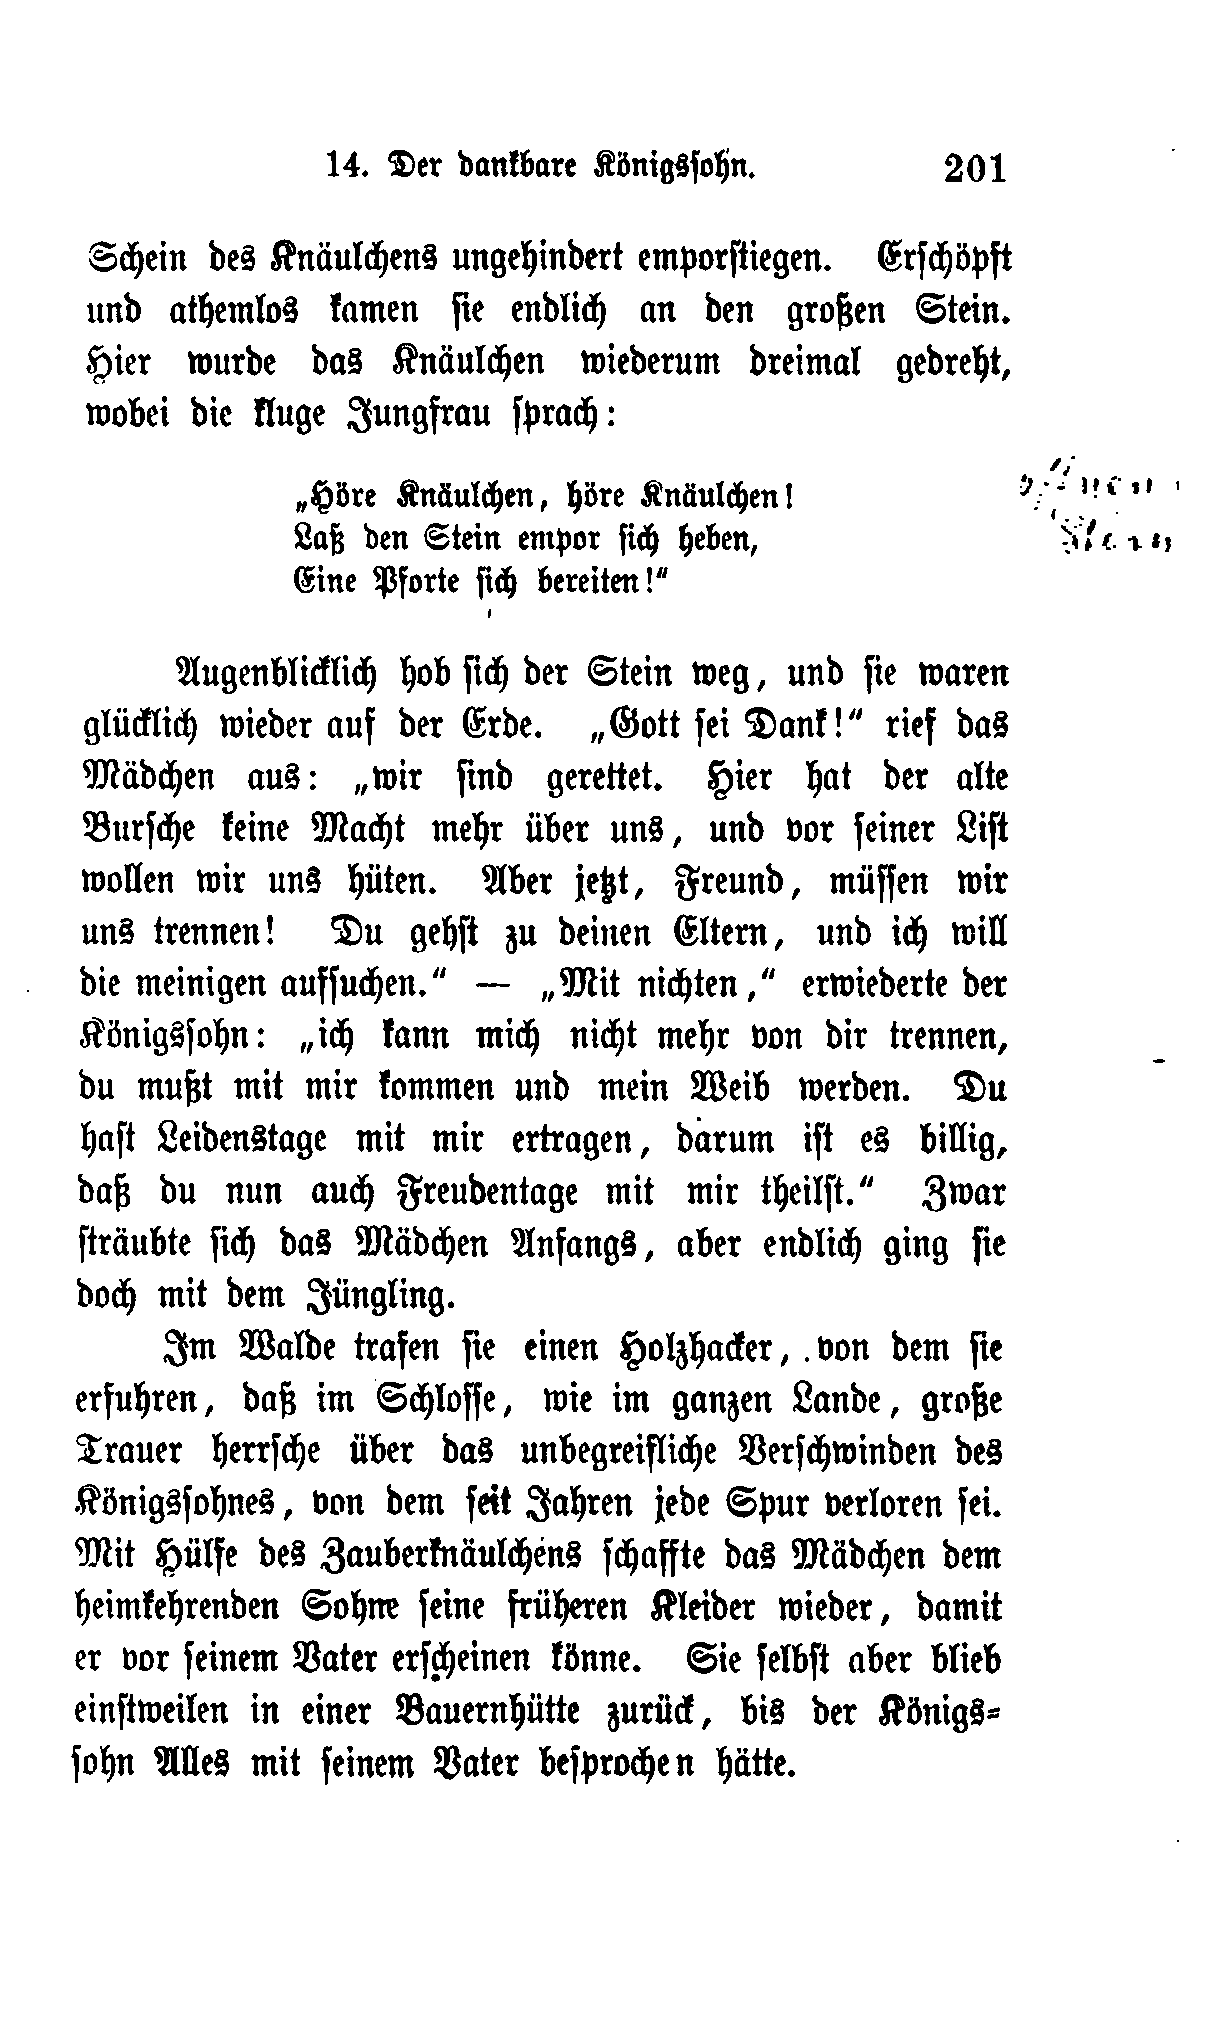 14. Der dankbare Königssohn. 201
Schein des Knäulchens ungehindert emporstiegen. Erschöpft
und athemlos kamen sie endlich an den großen Stein.
Hier wurde das Knäulchen wiederum dreimal gedreht,
wobei die kluge Jungfrau sprach:
„Höre Knäulchen, höre Knäulchen!
Laß den Stein empor sich heben,
Eine Pforte sich bereiten!“
Augenblicklich hob sich der Stein weg, und sie waren
glücklich wieder auf der Erde. „Gott sei Dank!“ rief das
Mädchen aus: „wir sind gerettet. Hier hat der alte
Bursche keine Macht mehr über uns, und vor seiner List
wollen wir uns hüten. Aber jetzt, Freund, müssen wir
uns trennen! Du gehst zu deinen Eltern, und ich will
die meinigen aufsuchen.“ — „Mit nichten,“ erwiederte der
Königssohn: „ich kann mich nicht mehr von dir trennen,
du mußt mit mir kommen und mein Weib werden. Du
hast Leidenstage mit mir ertragen, darum ist es billig,
daß du nun auch Freudentage mit mir theilst.“ Zwar
sträubte sich das Mädchen Anfangs, aber endlich ging sie
doch mit dem Jüngling.
Im Walde trafen sie einen Holzhacker, von dem sie
erfuhren, daß im Schlosse, wie im ganzen Lande, große
Trauer herrsche über das unbegreifliche Verschwinden des
Königssohnes, von dem seit Jahren jede Spur verloren sei.
Mit Hülfe des Zauberknäulchens schaffte das Mädchen dem
heimkehrenden Sohne seine früheren Kleider wieder, damit
er vor seinem Vater erscheinen könne. Sie selbst aber blieb
einstweilen in einer Bauernhütte zurück, bis der Königs-
sohn Alles mit seinem Vater besprochen hätte.